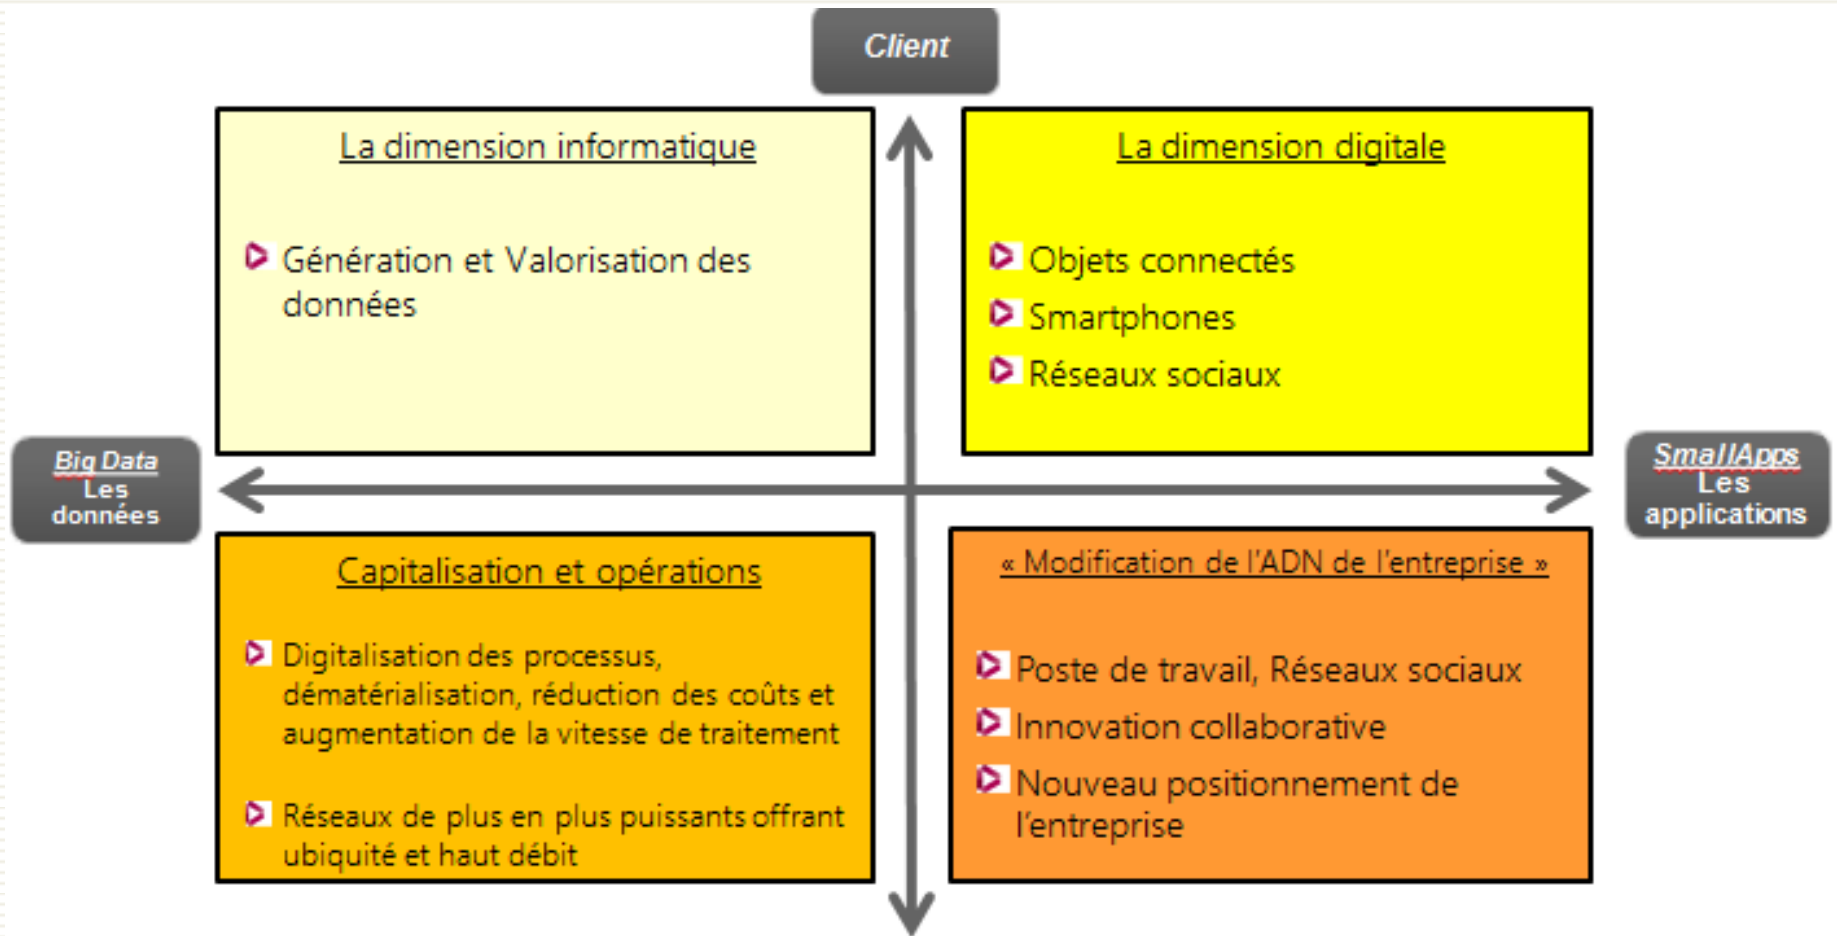 Client
La dimension informatique
Génération et Valorisation des
données
La dimension digitale
Objets connectés
Smartphones
Réseaux sociaux
Big Data
Les
données
SmallApps
Les
applications
Capitalisation et opérations
Digitalisation des processus,
dématérialisation, réduction des coûts et
augmentation de la vitesse de traitement
Réseaux de plus en plus puissants offrant
ubiquité et haut débit
« Modification de l'ADN de l'entreprise »
Poste de travail, Réseaux sociaux
Innovation collaborative
Nouveau positionnement de
l'entreprise